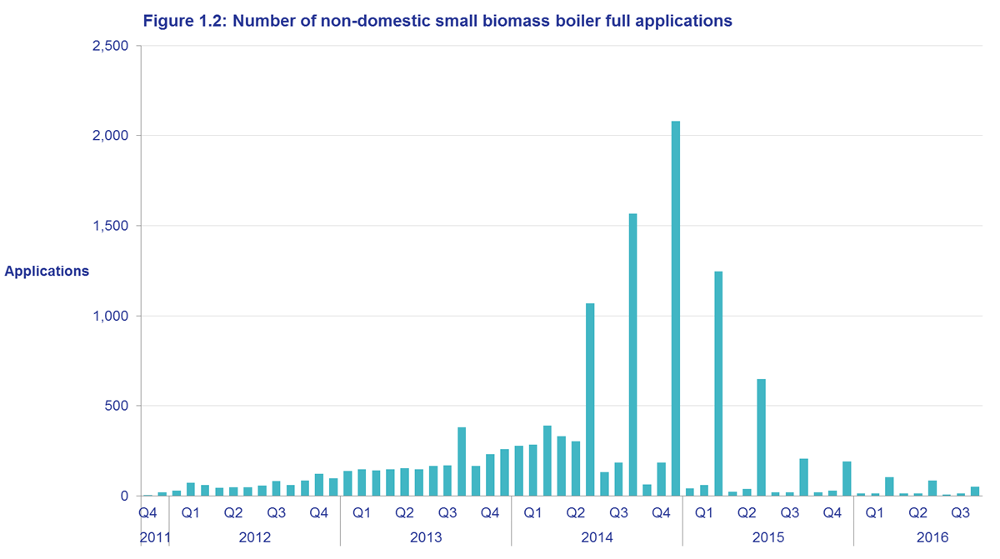 Figure 1.2: Number of non-domestic small biomass boiler full applications
2,500
2,000
1,500
1,000
500
0
Applications
Q4 Q1 Q2 Q3 Q4 Q1 Q2 Q3 Q4 Q1 Q2 Q3 Q4 Q1 Q2 Q3 Q4 Q1 Q2 Q3
2011 2012 2013 2014 2015 2016